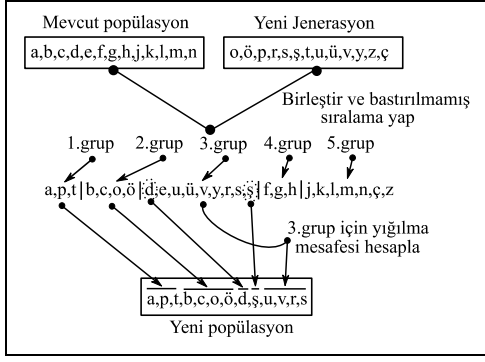 Mevcut popülasyon
Yeni Jenerasyon
a,b,c,d,e,f,g,h,j,k,l,m,n
o,ö,p,r,s,ş,t,u,ü,v,y,z,ç
Birleştir ve bastırılmamış
sıralama yap
1.grup 2.grup 3.grup 4.grup 5.grup
a,p,t|b,c,o,ö|d,e,u,ü,v,y,r,s,ş|f,g,h|j,k,l,m,n,ç,z
3.grup için yığılma
mesafesi hesapla
a,p,t,b,c,o,ö,d,ş,u,v,r,s
Yeni popülasyon